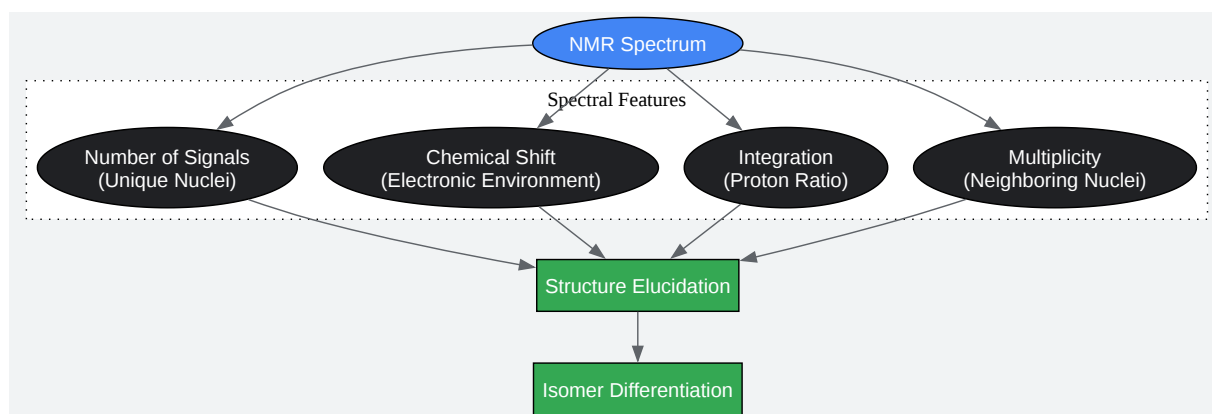 NMR Spectrum
Spectral Features
Number of Signals
(Unique Nuclei)
Chemical Shift
(Electronic Environment)
Integration
(Proton Ratio)
Multiplicity
(Neighboring Nuclei)
Structure Elucidation
Isomer Differentiation